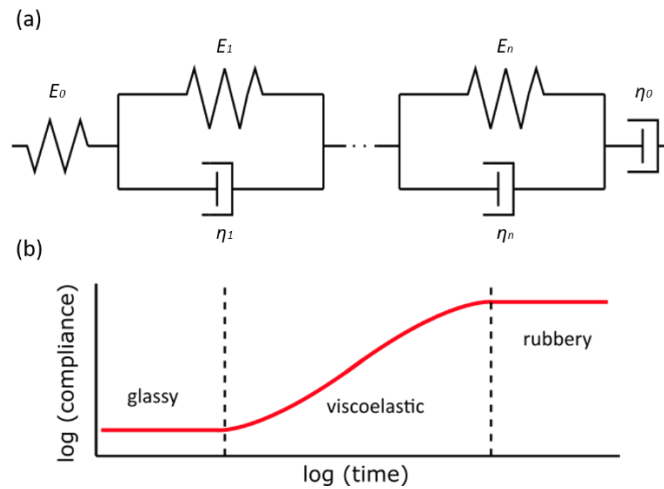 (a)
E₀
E₁
Eₙ
η₀
η₁
ηₙ
(b)
log (compliance)
glassy
viscoelastic
rubbery
log (time)